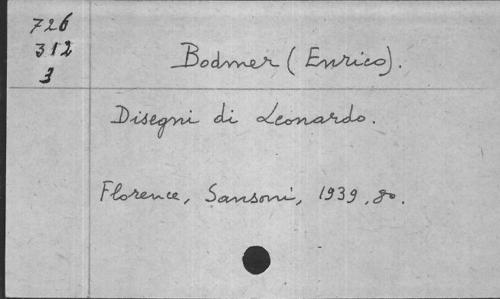 726
312
3
Bodmer (Enrico).
Disegni di Leonardo.
Florence, Sansoni, 1939, 8o.